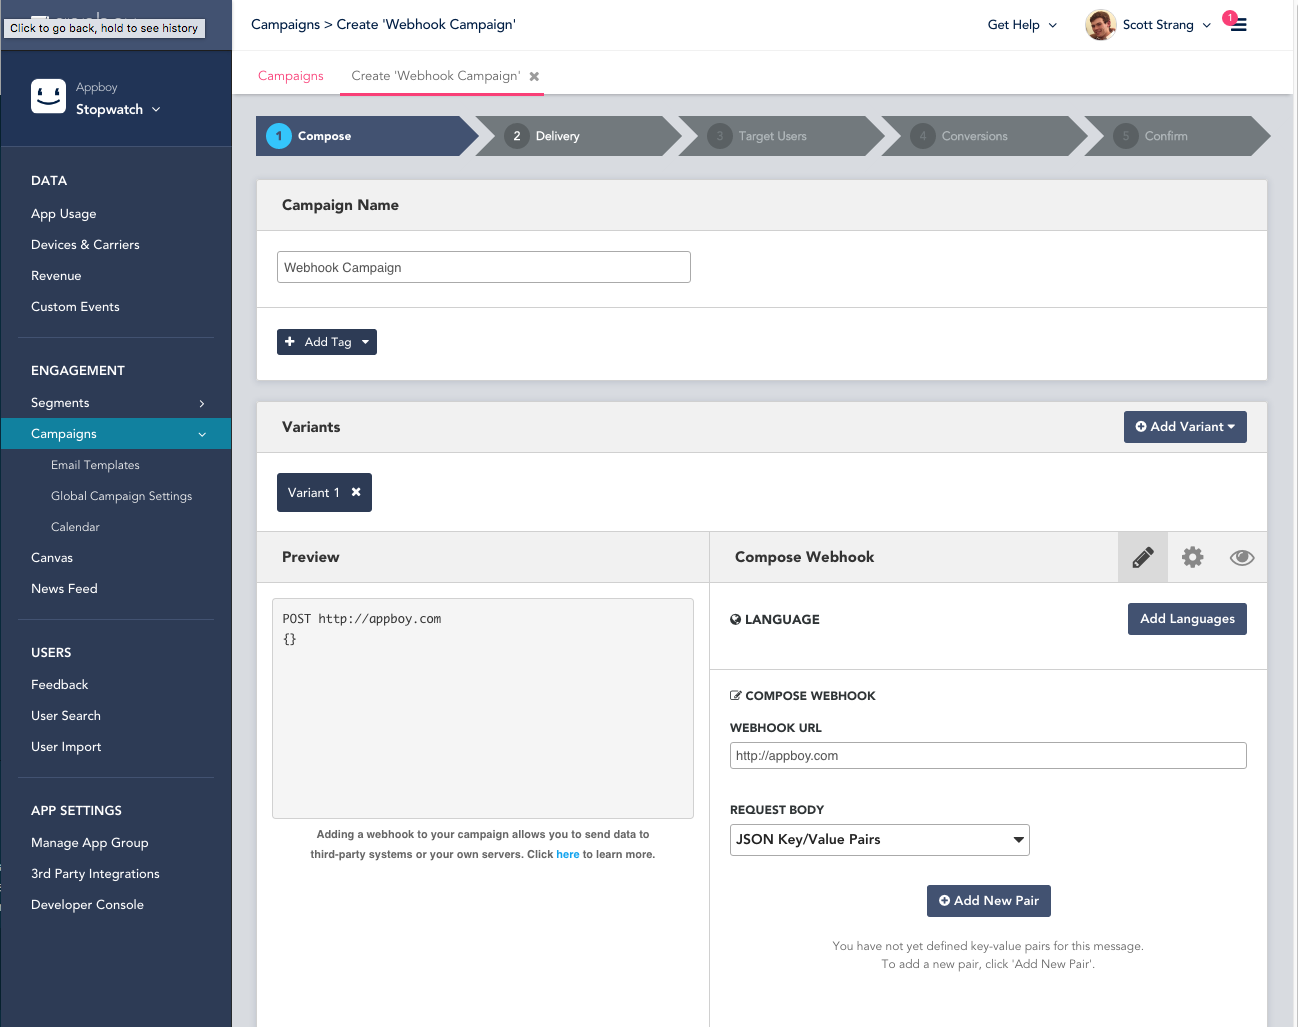 Click to go back, hold to see history
Campaigns > Create 'Webhook Campaign'
Get Help
Scott Strang
1
Campaigns
Create 'Webhook Campaign'
Appboy
Stopwatch
1 Compose
2 Delivery
3 Target Users
4 Conversions
5 Confirm
DATA
App Usage
Devices & Carriers
Revenue
Custom Events
ENGAGEMENT
Segments
Campaigns
Email Templates
Global Campaign Settings
Calendar
Canvas
News Feed
USERS
Feedback
User Search
User Import
APP SETTINGS
Manage App Group
3rd Party Integrations
Developer Console
Campaign Name
Webhook Campaign
Add Tag
Variants
Add Variant
Variant 1
Preview
POST http://appboy.com
{}
Adding a webhook to your campaign allows you to send data to
third-party systems or your own servers. Click here to learn more.
Compose Webhook
LANGUAGE
Add Languages
COMPOSE WEBHOOK
WEBHOOK URL
http://appboy.com
REQUEST BODY
JSON Key/Value Pairs
Add New Pair
You have not yet defined key-value pairs for this message.
To add a new pair, click 'Add New Pair'.